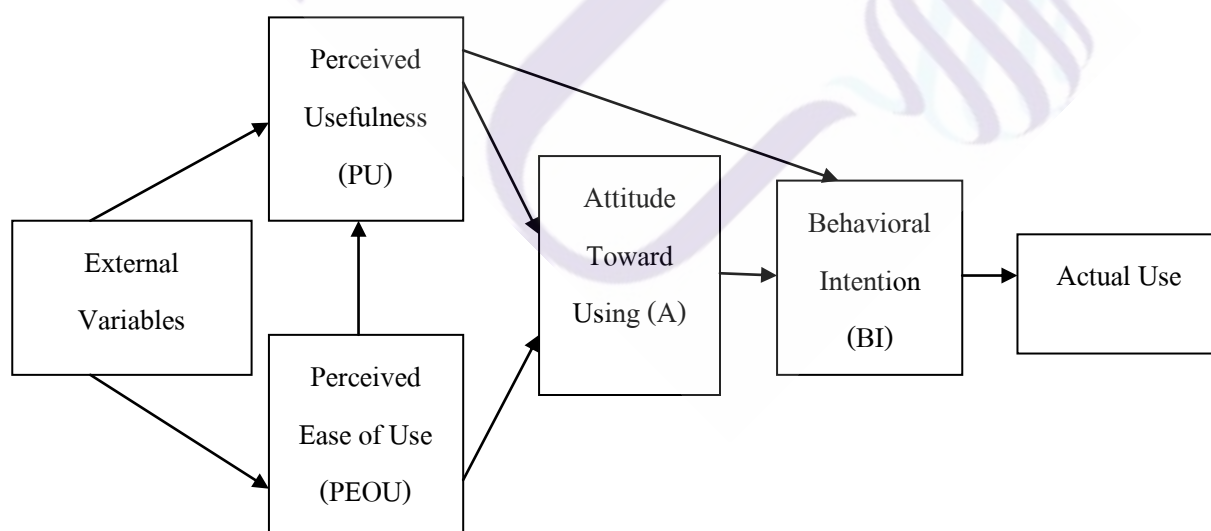 Perceived
Usefulness
(PU)
External
Variables
Perceived
Ease of Use
(PEOU)
Attitude
Toward
Using (A)
Behavioral
Intention
(BI)
Actual Use